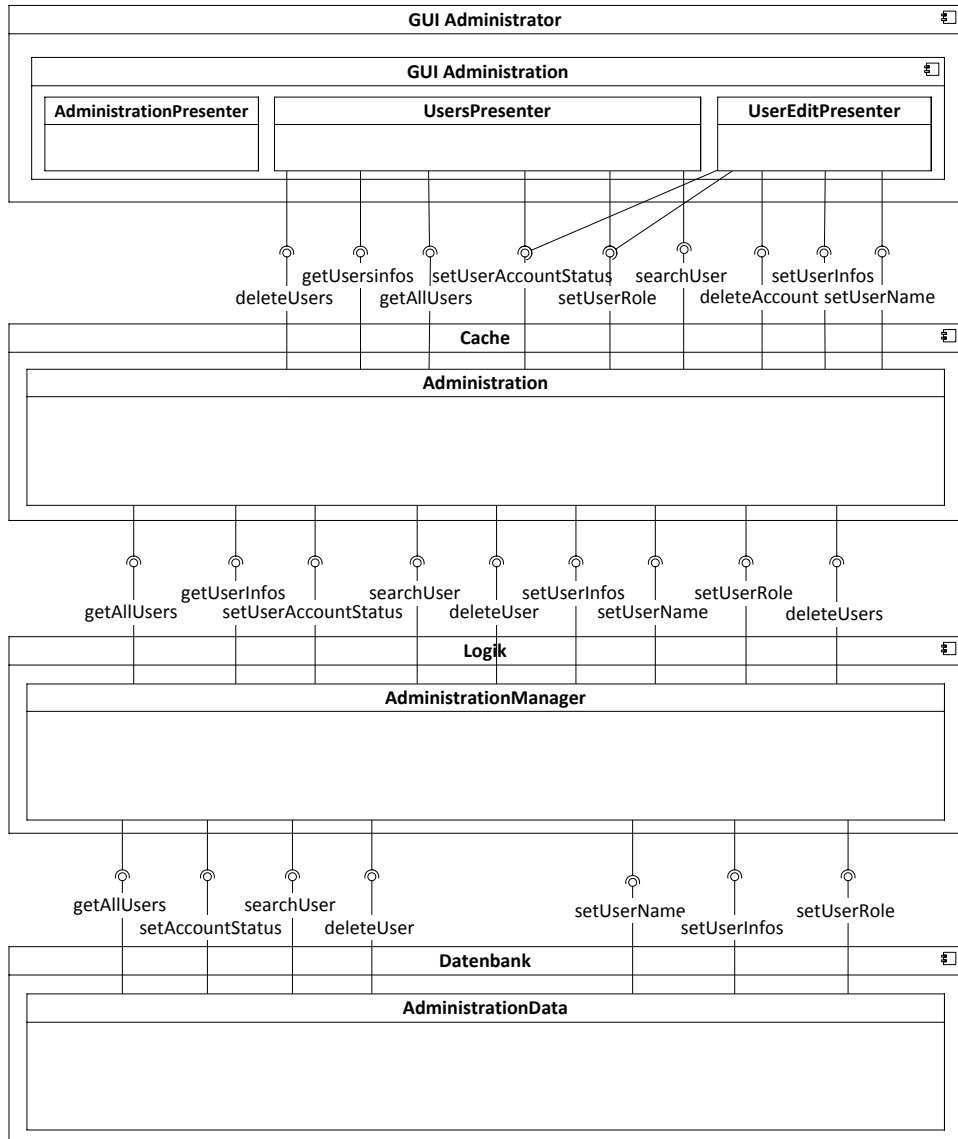 GUI Administrator
GUI Administration
AdministrationPresenter
UsersPresenter
UserEditPresenter
getUsersinfos
setUserAccountStatus
searchUser
setUserInfos
deleteUsers
getAllUsers
setUserRole
deleteAccount
setUserName
Cache
Administration
getUserInfos
searchUser
setUserInfos
setUserRole
getAllUsers
setUserAccountStatus
deleteUser
setUserName
deleteUsers
Logik
AdministrationManager
getAllUsers
searchUser
setUserName
setUserRole
setAccountStatus
deleteUser
setUserInfos
Datenbank
AdministrationData